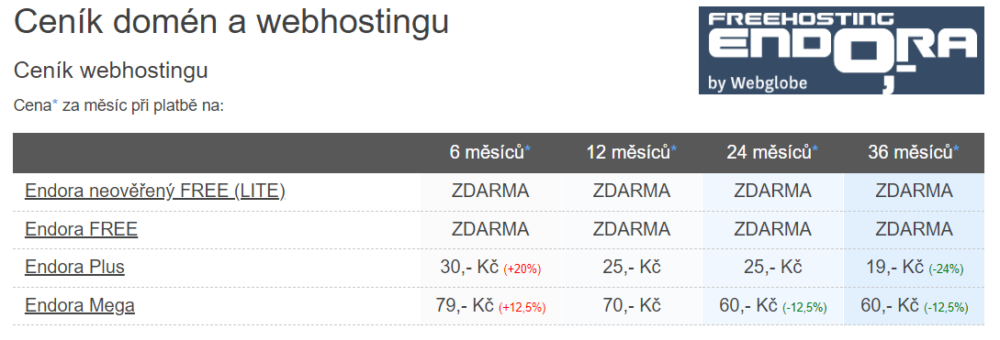 Ceník domén a webhostingu
FREEHOSTING
ENDORA
by Webglobe
Ceník webhostingu
Cena* za měsíc při platbě na:
6 měsíců* 12 měsíců* 24 měsíců* 36 měsíců*
Endora neověřený FREE (LITE) ZDARMA ZDARMA ZDARMA ZDARMA
Endora FREE ZDARMA ZDARMA ZDARMA ZDARMA
Endora Plus 30,- Kč (+20%) 25,- Kč 25,- Kč 19,- Kč (-24%)
Endora Mega 79,- Kč (+12,5%) 70,- Kč 60,- Kč (-12,5%) 60,- Kč (-12,5%)